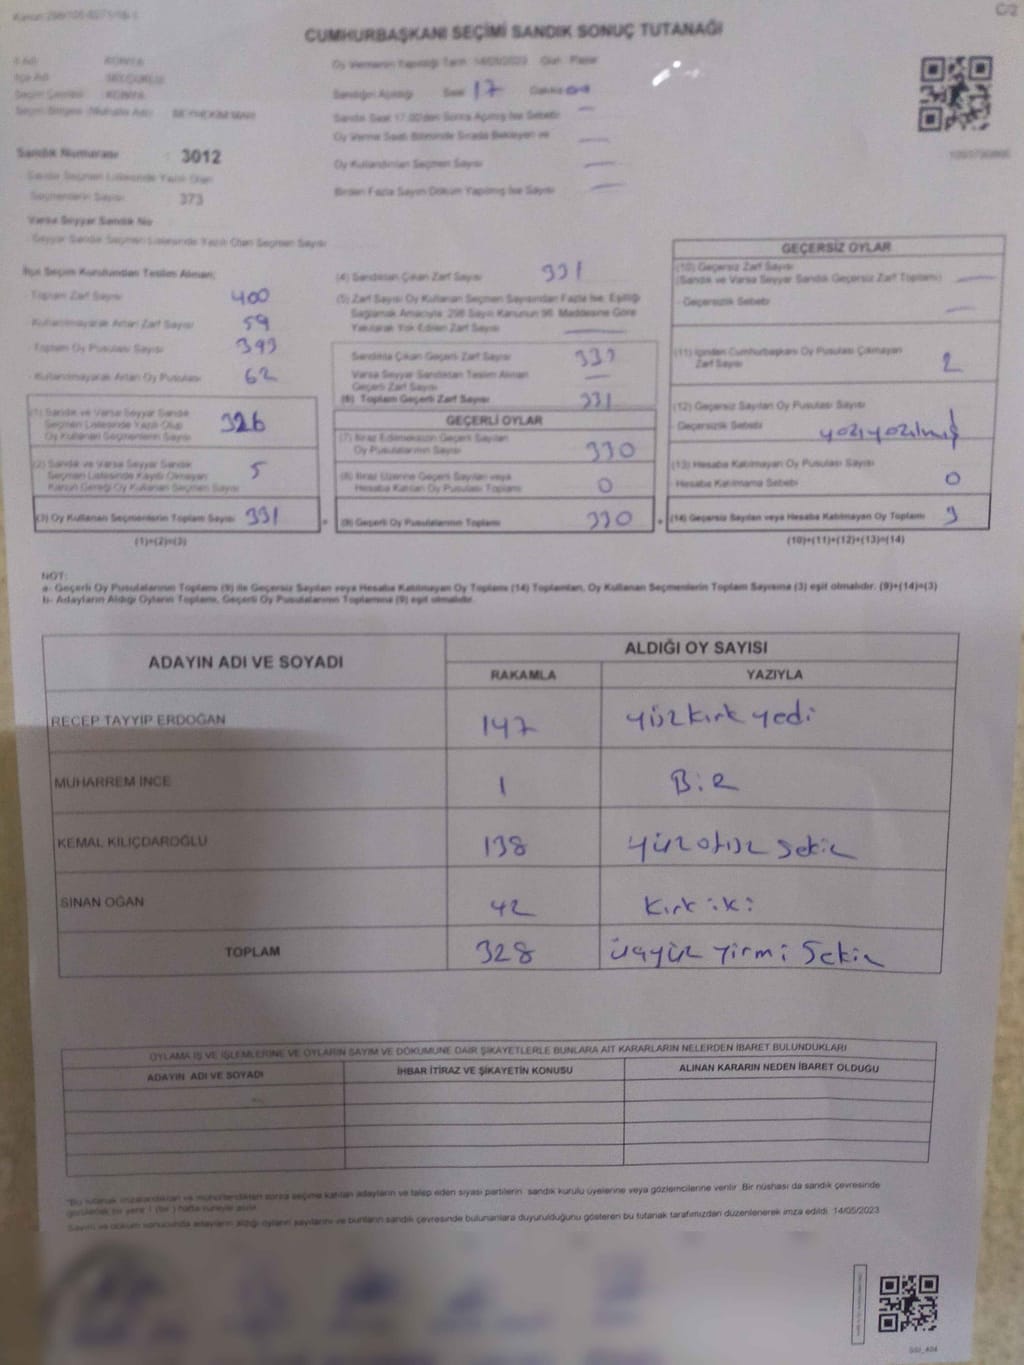 C/2
CUMHURBAŞKANI SEÇİMİ SANDIK SONUÇ TUTANAĞI
İl Adı KONYA
İlçe Adı SELÇUKLU
Seçim Çevresi KONYA
Seçim Bölgesi (Muhalle Adı) BEYHEKİM MAH
Sandık Numarası : 3012
Sandık Seçmen Listesinde Yazılı Olan
Seçmenlerin Sayısı : 373
Varsa Seyyar Sandık No
Seyyar Sandık Seçmen Listesinde Yazılı Olan Seçmen Sayısı
Oy Vermenin Yapıldığı Tarih 14/05/2023 Gün Pazar
Sandığın Açıldığı Saat 17 Dakika
Sandık Saat 17.00'den Sonra Açılmış İse Sebebi
Oy Verme Saati Bitiminde Sırada Bekleyen ve
Oy Kullandırılan Seçmen Sayısı
Birden Fazla Sayım Döküm Yapılmış İse Sayısı
İlçe Seçim Kurulundan Teslim Alınan;
Toplam Zarf Sayısı 400
Kullanılmayarak Artan Zarf Sayısı 59
Toplam Oy Pusulası Sayısı 393
Kullanılmayarak Artan Oy Pusulası 62
(1) Sandık ve Varsa Seyyar Sandık
Seçmen Listesinde Yazılı Olup
Oy Kullanan Seçmenlerin Sayısı 326
(2) Sandık ve Varsa Seyyar Sandık
Seçmen Listesinde Kayıtlı Olmayan
Kanun Gereği Oy Kullanan Seçmen Sayısı 5
(3) Oy Kullanan Seçmenlerin Toplam Sayısı 331
(1)+(2)=(3)
(4) Sandıktan Çıkan Zarf Sayısı 331
(5) Zarf Sayısı Oy Kullanan Seçmen Sayısından Fazla İse, Eşitliği
Sağlamak Amacıyla; 298 Sayılı Kanunun 98. Maddesine Göre
Yakılarak Yok Edilen Zarf Sayısı
Sandıkta Çıkan Geçerli Zarf Sayısı 331
Varsa Seyyar Sandıktan Teslim Alınan
Geçerli Zarf Sayısı
(6) Toplam Geçerli Zarf Sayısı 331
GEÇERLİ OYLAR
(7) İtiraz Edilmeksizin Geçerli Sayılan
Oy Pusulalarının Sayısı 330
(8) İtiraz Üzerine Geçerli Sayılan veya
Hesaba Katılan Oy Pusulası Toplamı 0
(9) Geçerli Oy Pusulalarının Toplamı 330
GEÇERSİZ OYLAR
(10) Geçersiz Zarf Sayısı
(Sandık ve Varsa Seyyar Sandık Geçersiz Zarf Toplamı)
Geçersizlik Sebebi
(11) İçinden Cumhurbaşkanı Oy Pusulası Çıkmayan
Zarf Sayısı 2
(12) Geçersiz Sayılan Oy Pusulası Sayısı
Geçersizlik Sebebi yazı yazılmış
(13) Hesaba Katılmayan Oy Pusulası Sayısı
Hesaba Katılmama Sebebi 0
(14) Geçersiz Sayılan veya Hesaba Katılmayan Oy Toplamı 3
(10)+(11)+(12)+(13)=(14)
NOT:
a- Geçerli Oy Pusulalarının Toplamı (9) ile Geçersiz Sayılan veya Hesaba Katılmayan Oy Toplamı (14) Toplamları, Oy Kullanan Seçmenlerin Toplam Sayısına (3) eşit olmalıdır. (9)+(14)=(3)
b- Adayların Aldığı Oyların Toplamı, Geçerli Oy Pusulalarının Toplamına (9) eşit olmalıdır.
ADAYIN ADI VE SOYADI
ALDIĞI OY SAYISI
RAKAMLA YAZIYLA
RECEP TAYYİP ERDOĞAN 147 yüzkırk yedi
MUHARREM İNCE 1 Bir
KEMAL KILIÇDAROĞLU 138 yüzotuz sekiz
SİNAN OĞAN 42 kırk iki
TOPLAM 328 üçyüz yirmi sekiz
OYLAMA İŞ VE İŞLEMLERİNE VE OYLARIN SAYIM VE DÖKÜMÜNE DAİR ŞİKAYETLERLE BUNLARA AİT KARARLARIN NELERDEN İBARET BULUNDUKLARI
ADAYIN ADI VE SOYADI İHBAR İTİRAZ VE ŞİKAYETİN KONUSU ALINAN KARARIN NEDEN İBARET OLDUĞU
"Bu tutanak imzalandıktan ve mühürlendikten sonra seçime katılan adayların ve talep eden siyasi partilerin sandık kurulu üyelerine veya gözlemcilerine verilir. Bir nüshası da sandık çevresinde
görülecek bir yere 1 (bir) hafta süreyle asılır.
Sayım ve döküm sonucunda adayların aldığı oyların sayılarını ve bunların sandık çevresinde bulunanlara duyurulduğunu gösteren bu tutanak tarafımızdan düzenlenerek imza edildi. 14/05/2023